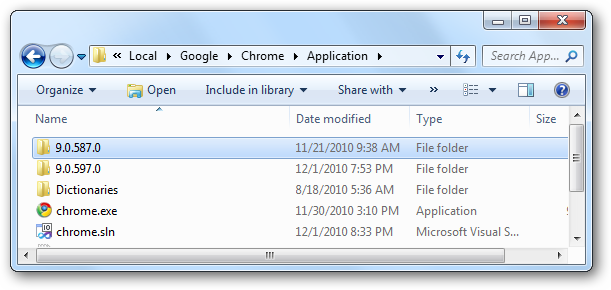 « Local Google Chrome Application Search App...
Organize Open Include in library Share with »
Name Date modified Type Size
9.0.587.0 11/21/2010 9:38 AM File folder
9.0.597.0 12/1/2010 7:53 PM File folder
Dictionaries 8/18/2010 5:36 AM File folder
chrome.exe 11/30/2010 3:10 PM Application
chrome.sln 12/1/2010 8:33 PM Microsoft Visual S...